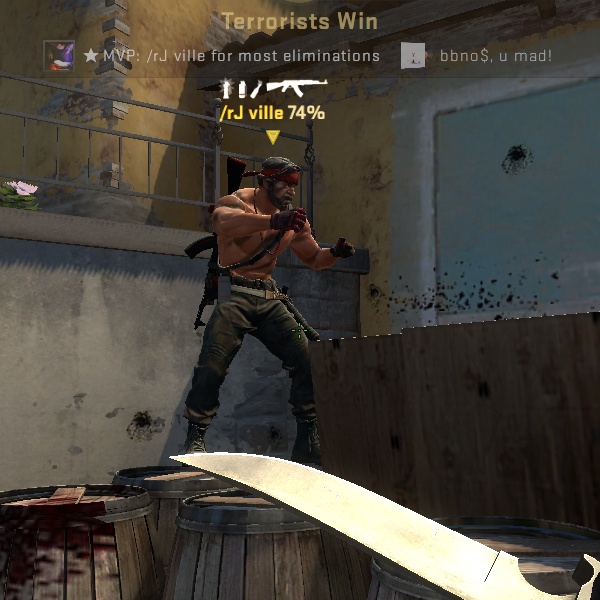 Terrorists Win
★MVP: /rJ ville for most eliminations
bbno$, u mad!
/rJ ville 74%